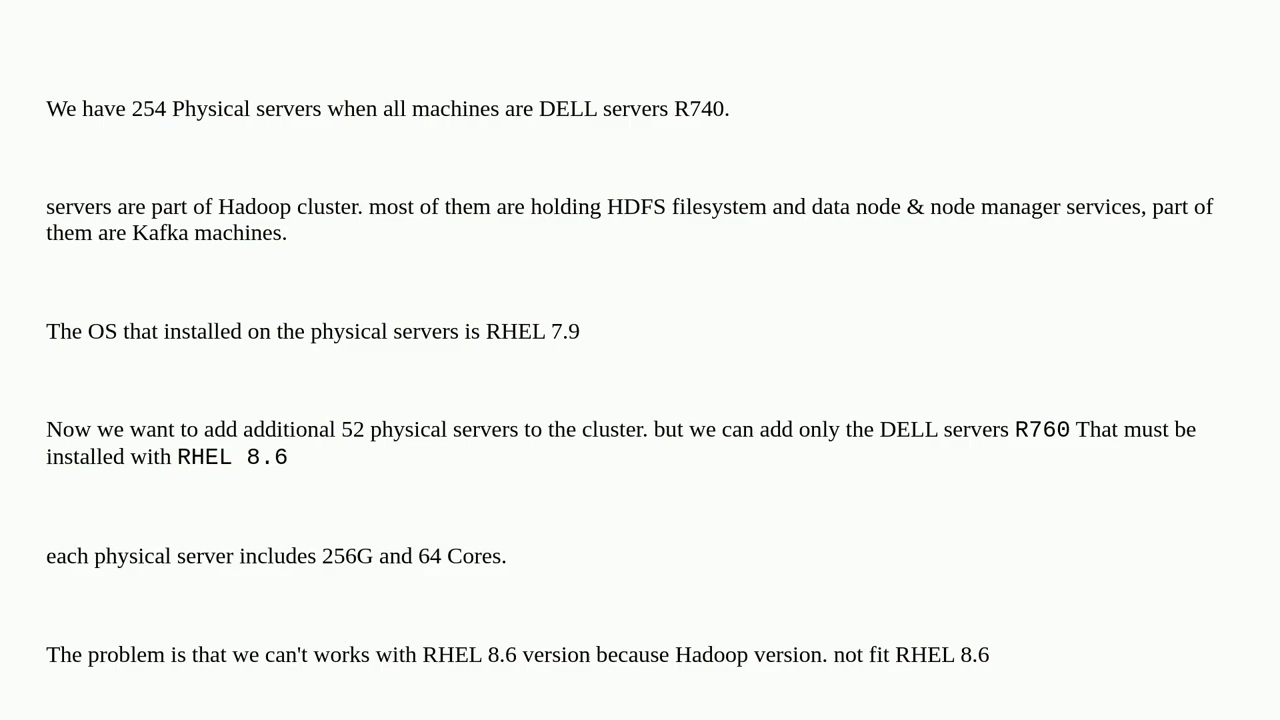 We have 254 Physical servers when all machines are DELL servers R740.
servers are part of Hadoop cluster. most of them are holding HDFS filesystem and data node & node manager services, part of
them are Kafka machines.
The OS that installed on the physical servers is RHEL 7.9
Now we want to add additional 52 physical servers to the cluster. but we can add only the DELL servers R760 That must be
installed with RHEL 8.6
each physical server includes 256G and 64 Cores.
The problem is that we can't works with RHEL 8.6 version because Hadoop version. not fit RHEL 8.6